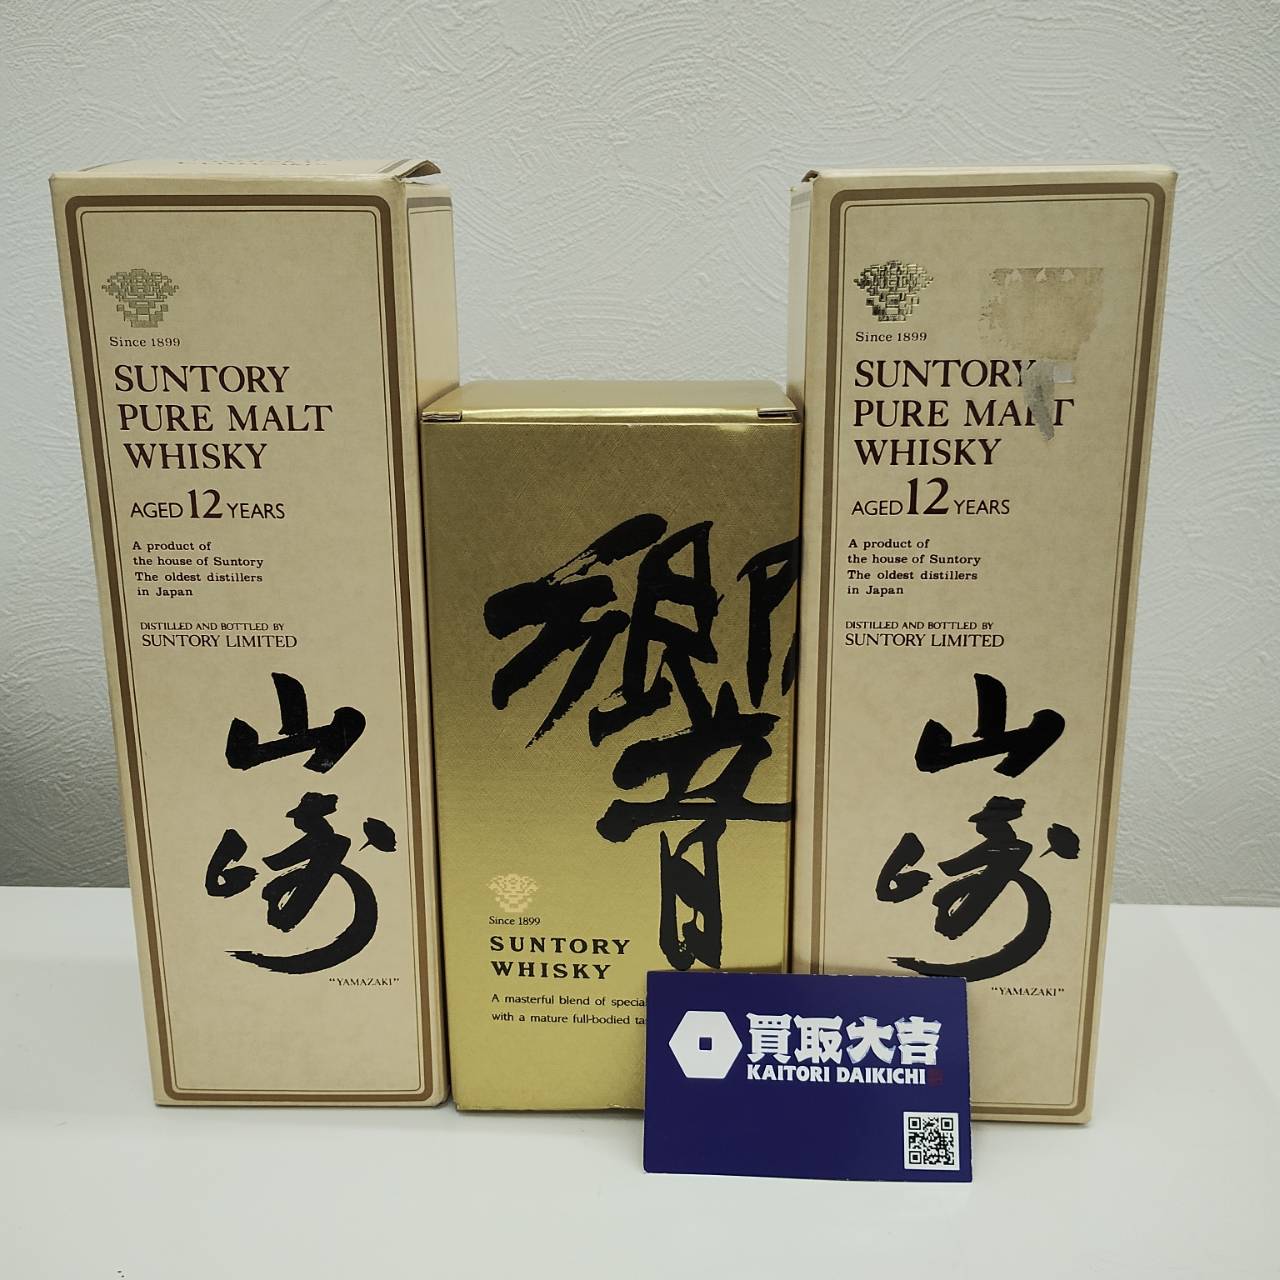 Since 1899
SUNTORY
PURE MALT
WHISKY
AGED 12 YEARS
A product of
the house of Suntory
The oldest distillers
in Japan
DISTILLED AND BOTTLED BY
SUNTORY LIMITED
山
崎
"YAMAZAKI"
響
Since 1899
SUNTORY
WHISKY
A masterful blend of special
with a mature full-bodied
Since 1899
SUNTORY
PURE MALT
WHISKY
AGED 12 YEARS
A product of
the house of Suntory
The oldest distillers
in Japan
DISTILLED AND BOTTLED BY
SUNTORY LIMITED
山
崎
"YAMAZAKI"
買取大吉
KAITORI DAIKICHI